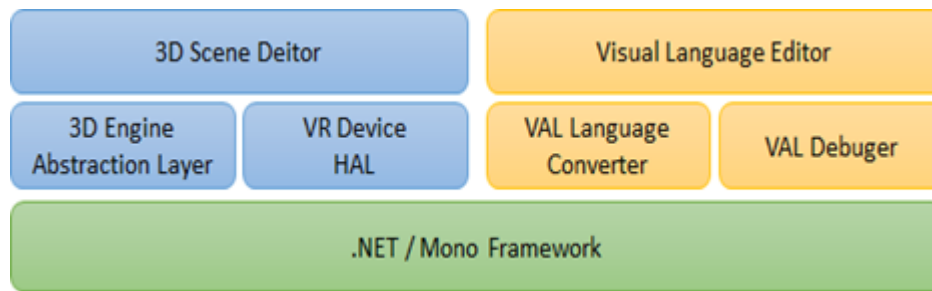 3D Scene Deitor
Visual Language Editor
3D Engine
Abstraction Layer
VR Device
HAL
VAL Language
Converter
VAL Debuger
.NET / Mono Framework